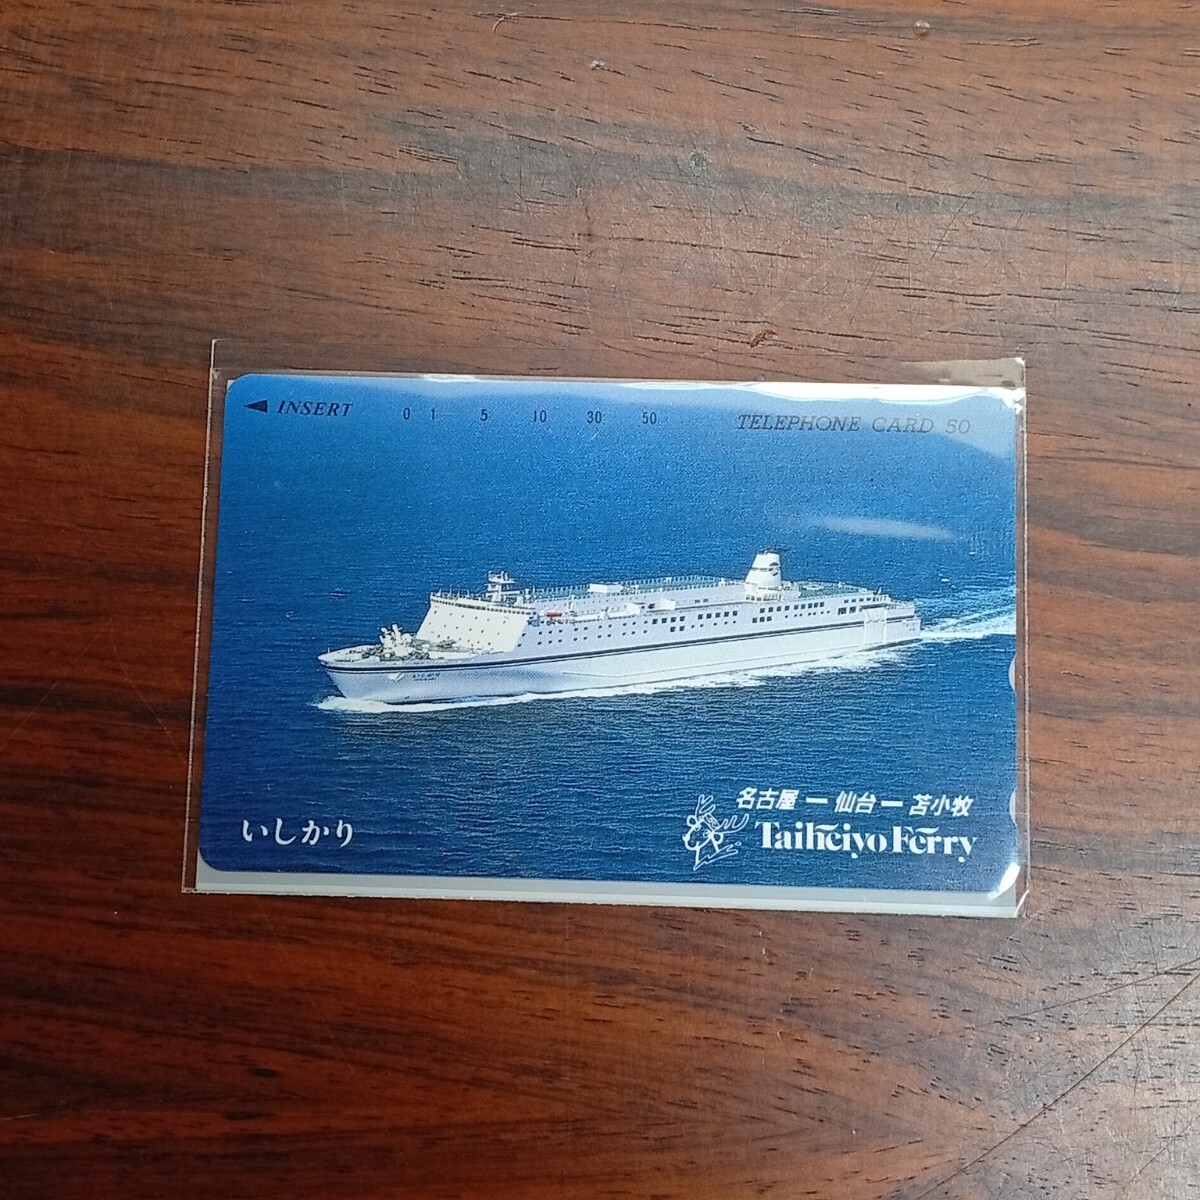 ◀ INSERT 0 1 5 10 30 50 TELEPHONE CARD 50
名古屋ー仙台ー苫小牧
いしかり Taiheiyo Ferry